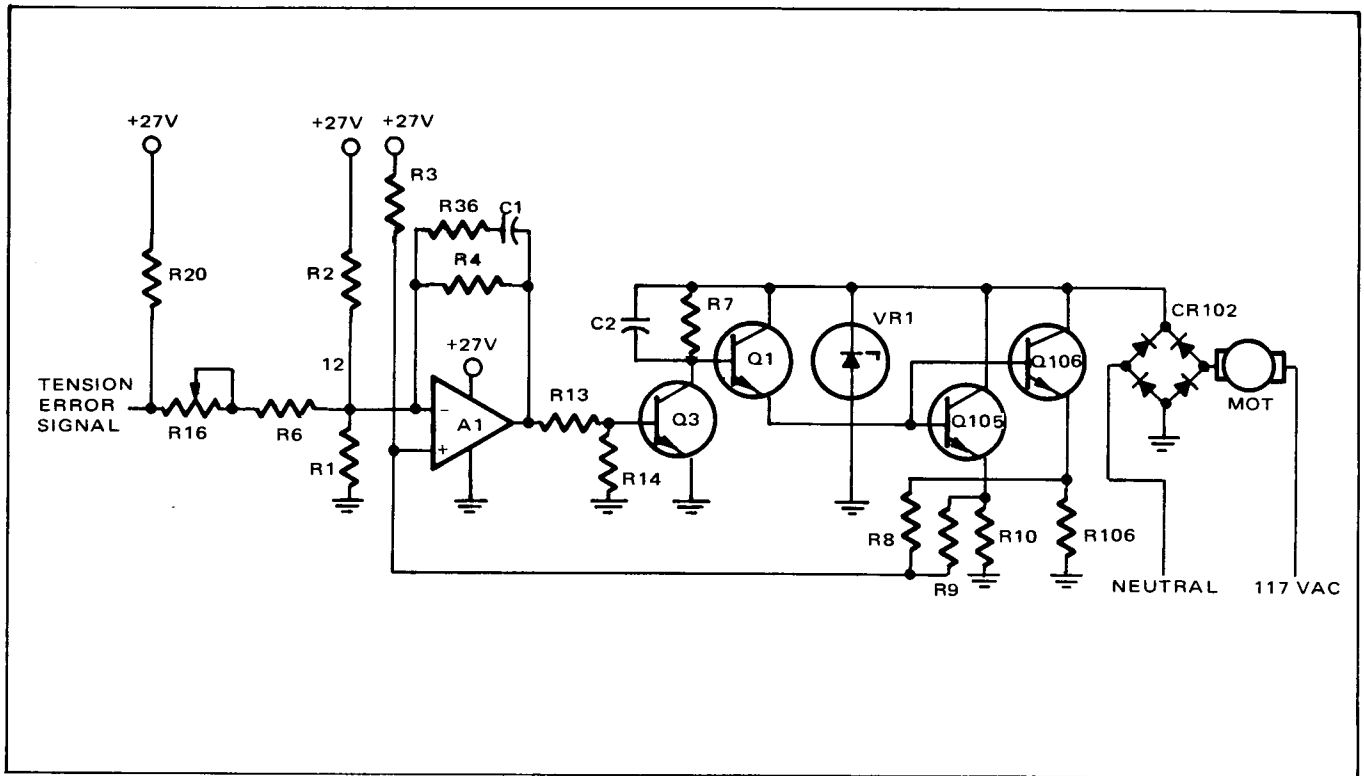 +27V
+27V
+27V
R3
R36
C1
R20
R2
R4
R7
CR102
C2
VR1
Q1
Q106
+27V
12
TENSION
ERROR
SIGNAL
R16
R6
−
A1
+
R13
Q3
Q105
MOT
R1
R14
R8
R10
R106
R9
NEUTRAL
117 VAC